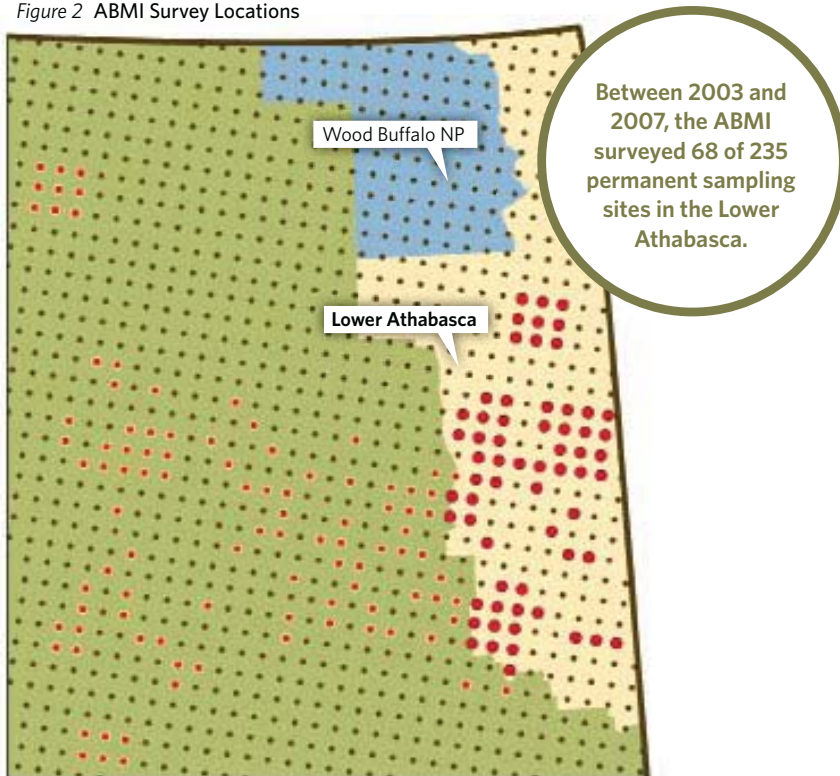 Figure 2 ABMI Survey Locations
Between 2003 and
2007, the ABMI
surveyed 68 of 235
permanent sampling
sites in the Lower
Athabasca.
Wood Buffalo NP
Lower Athabasca